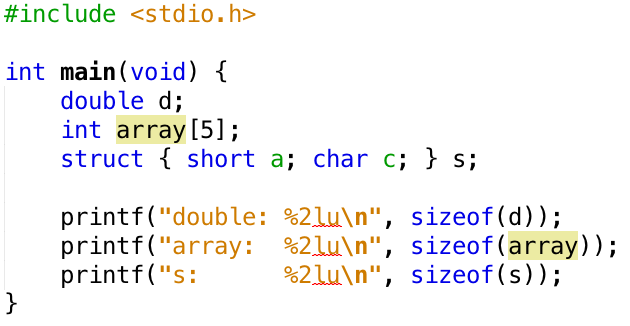 #include <stdio.h>

int main(void) {
    double d;
    int array[5];
    struct { short a; char c; } s;

    printf("double: %2lu\n", sizeof(d));
    printf("array:  %2lu\n", sizeof(array));
    printf("s:      %2lu\n", sizeof(s));
}